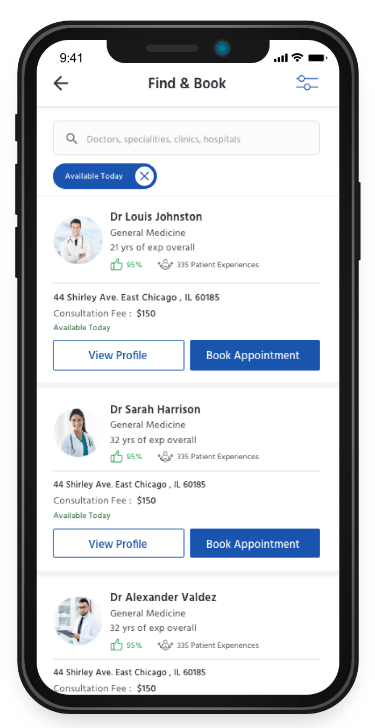 9:41
Find & Book
Doctors, specialities, clinics, hospitals
Available Today
Dr Louis Johnston
General Medicine
21 yrs of exp overall
95% 335 Patient Experiences
44 Shirley Ave. East Chicago , IL 60185
Consultation Fee : $150
Available Today
View Profile Book Appointment
Dr Sarah Harrison
General Medicine
32 yrs of exp overall
95% 335 Patient Experiences
44 Shirley Ave. East Chicago , IL 60185
Consultation Fee : $150
Available Today
View Profile Book Appointment
Dr Alexander Valdez
General Medicine
32 yrs of exp overall
95% 335 Patient Experiences
44 Shirley Ave. East Chicago , IL 60185
Consultation Fee : $150